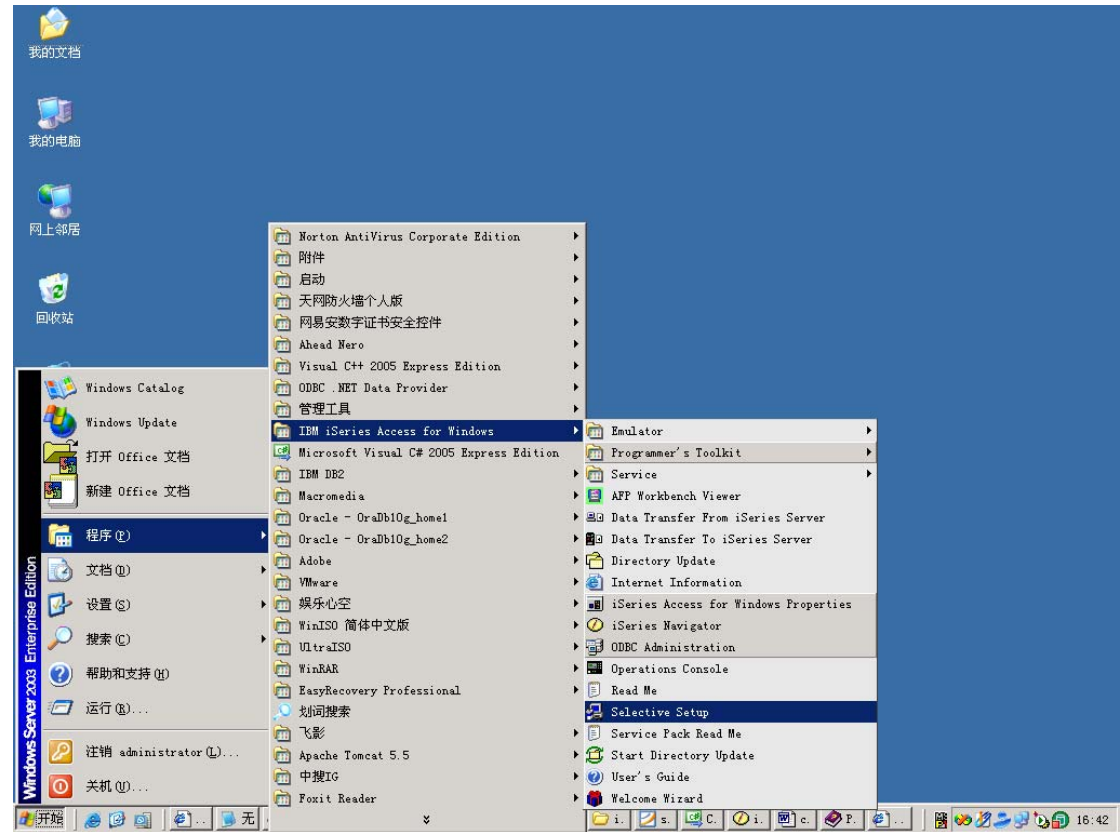 我的文档
我的电脑
网上邻居
回收站
Norton AntiVirus Corporate Edition
附件
启动
天网防火墙个人版
网易安数字证书安全控件
Ahead Nero
Visual C++ 2005 Express Edition
ODBC .NET Data Provider
管理工具
IBM iSeries Access for Windows
Microsoft Visual C# 2005 Express Edition
IBM DB2
Macromedia
Oracle - OraDb10g_home1
Oracle - OraDb10g_home2
Adobe
VMware
娱乐心空
WinISO 简体中文版
UltraISO
WinRAR
EasyRecovery Professional
划词搜索
飞影
Apache Tomcat 5.5
中搜IG
Foxit Reader
Emulator
Programmer's Toolkit
Service
AFP Workbench Viewer
Data Transfer From iSeries Server
Data Transfer To iSeries Server
Directory Update
Internet Information
iSeries Access for Windows Properties
iSeries Navigator
ODBC Administration
Operations Console
Read Me
Selective Setup
Service Pack Read Me
Start Directory Update
User's Guide
Welcome Wizard
Windows Catalog
Windows Update
打开 Office 文档
新建 Office 文档
程序(P)
文档(D)
设置(S)
搜索(C)
帮助和支持(H)
运行(R)...
注销 administrator(L)...
关机(U)...
Windows Server 2003 Enterprise Edition
开始
..
无
i.
s.
C.
i.
c.
P.
..
16:42